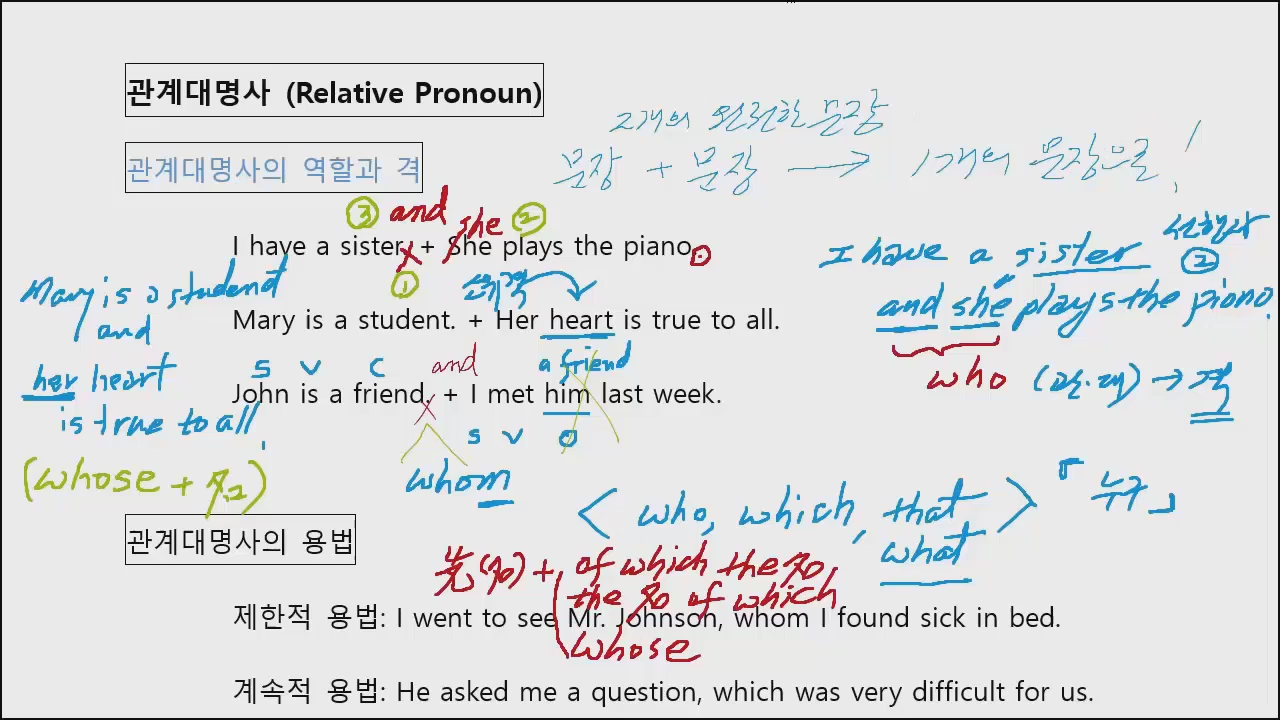 관계대명사 (Relative Pronoun)
2개의 완전한 문장
관계대명사의 역할과 격
문장 + 문장 → 1개의 문장으로!
③ and she ②
I have a sister. + She plays the piano.
①
선행사
I have a sister ②
and she plays the piano.
who (관.대) → 격
Mary is a student
and
her heart
is true to all.
(whose + 名)
소유격
Mary is a student. + Her heart is true to all.
S V C and a friend
John is a friend. + I met him last week.
S V O
whom
< who, which, that > 「누구」
what
관계대명사의 용법
先(名) + of which the 名
the 名 of which
whose
제한적 용법: I went to see Mr. Johnson, whom I found sick in bed.
계속적 용법: He asked me a question, which was very difficult for us.